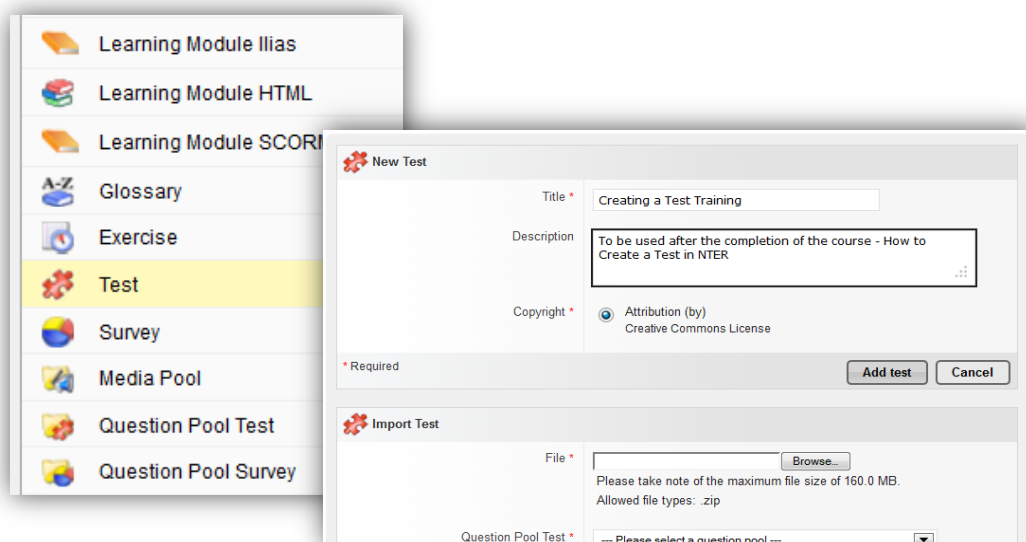 Learning Module Ilias
Learning Module HTML
Learning Module SCORM
A-Z
Glossary
Exercise
Test
Survey
Media Pool
Question Pool Test
Question Pool Survey
New Test
Title *
Creating a Test Training
Description
To be used after the completion of the course - How to
Create a Test in NTER
Copyright *
Attribution (by)
Creative Commons License
* Required
Add test
Cancel
Import Test
File *
Browse...
Please take note of the maximum file size of 160.0 MB.
Allowed file types: .zip
Question Pool Test *
--- Please select a question pool ---